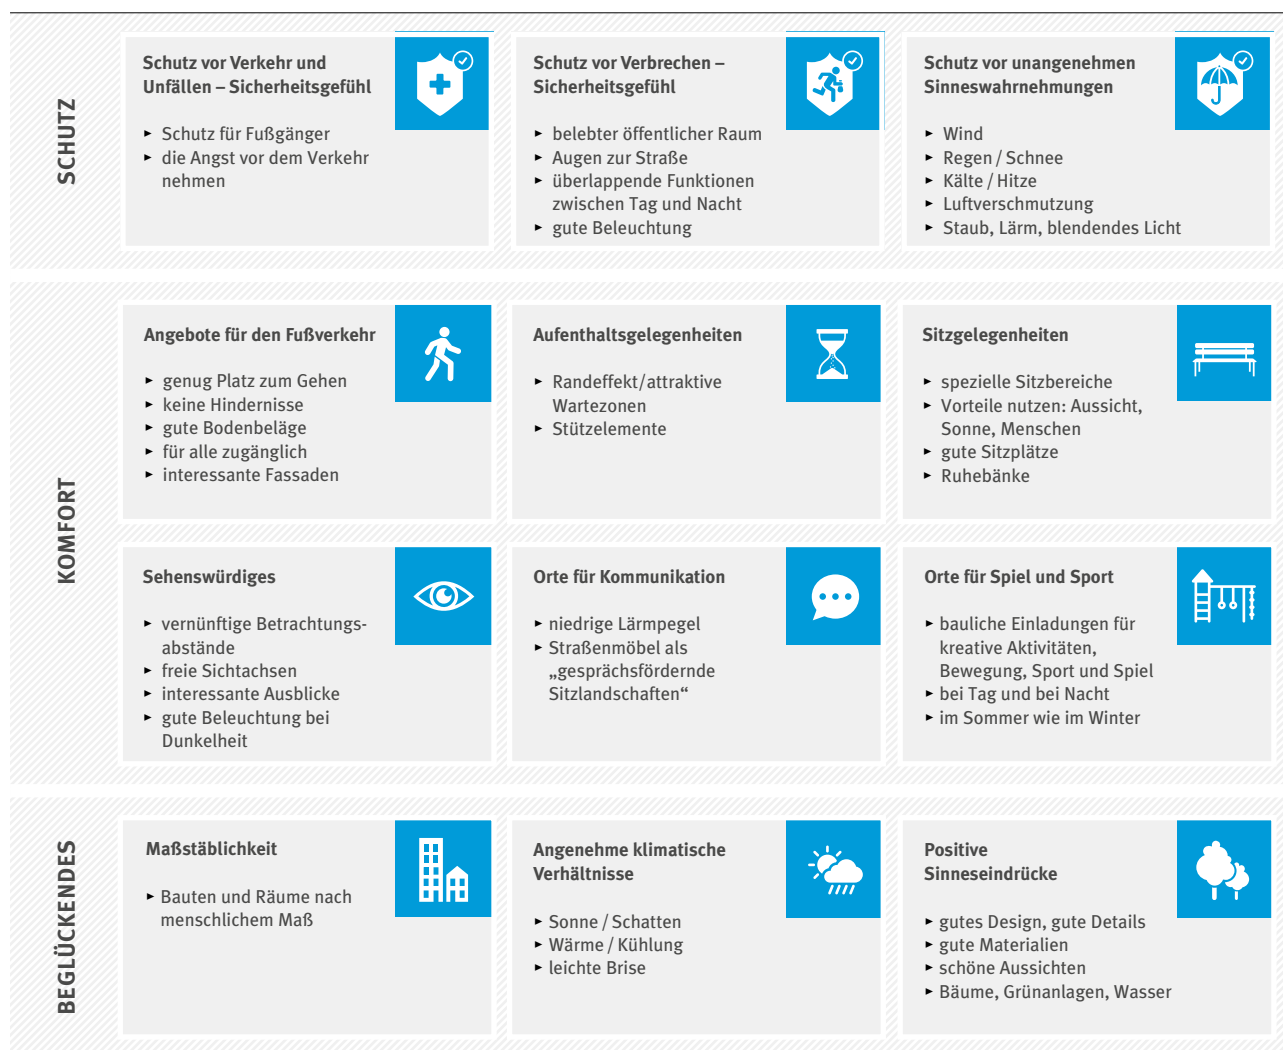 SCHUTZ
Schutz vor Verkehr und
Unfällen – Sicherheitsgefühl
► Schutz für Fußgänger
► die Angst vor dem Verkehr
nehmen
Schutz vor Verbrechen –
Sicherheitsgefühl
► belebter öffentlicher Raum
► Augen zur Straße
► überlappende Funktionen
zwischen Tag und Nacht
► gute Beleuchtung
Schutz vor unangenehmen
Sinneswahrnehmungen
► Wind
► Regen / Schnee
► Kälte / Hitze
► Luftverschmutzung
► Staub, Lärm, blendendes Licht
KOMFORT
Angebote für den Fußverkehr
► genug Platz zum Gehen
► keine Hindernisse
► gute Bodenbeläge
► für alle zugänglich
► interessante Fassaden
Aufenthaltsgelegenheiten
► Randeffekt/attraktive
Wartezonen
► Stützelemente
Sitzgelegenheiten
► spezielle Sitzbereiche
► Vorteile nutzen: Aussicht,
Sonne, Menschen
► gute Sitzplätze
► Ruhebänke
Sehenswürdiges
► vernünftige Betrachtungs-
abstände
► freie Sichtachsen
► interessante Ausblicke
► gute Beleuchtung bei
Dunkelheit
Orte für Kommunikation
► niedrige Lärmpegel
► Straßenmöbel als
„gesprächsfördernde
Sitzlandschaften“
Orte für Spiel und Sport
► bauliche Einladungen für
kreative Aktivitäten,
Bewegung, Sport und Spiel
► bei Tag und bei Nacht
► im Sommer wie im Winter
BEGLÜCKENDES
Maßstäblichkeit
► Bauten und Räume nach
menschlichem Maß
Angenehme klimatische
Verhältnisse
► Sonne / Schatten
► Wärme / Kühlung
► leichte Brise
Positive
Sinneseindrücke
► gutes Design, gute Details
► gute Materialien
► schöne Aussichten
► Bäume, Grünanlagen, Wasser